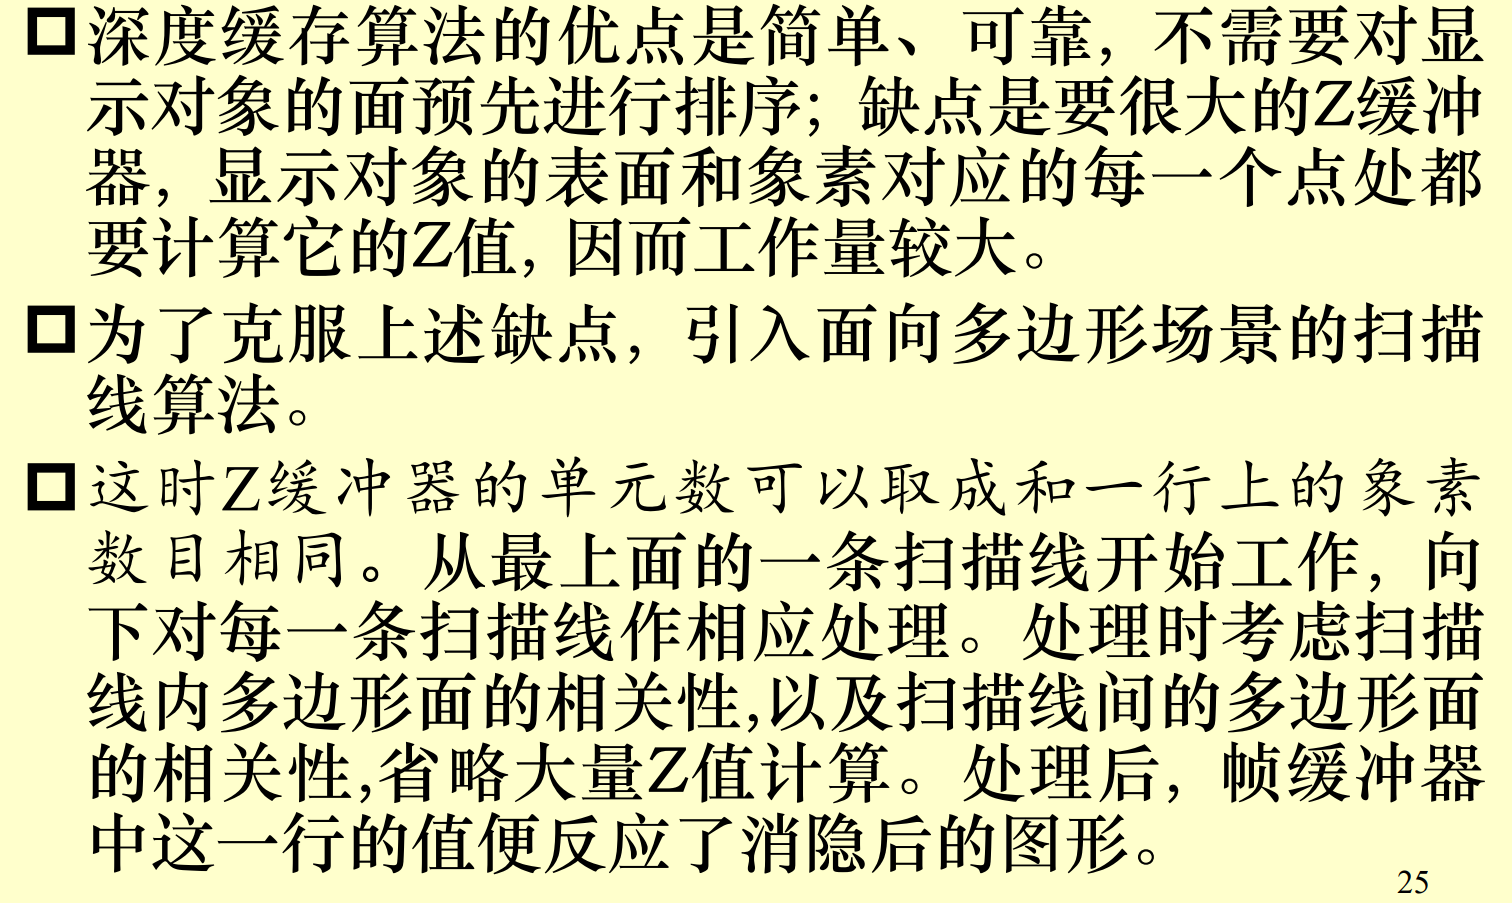 深度缓存算法的优点是简单、可靠，不需要对显
示对象的面预先进行排序；缺点是要很大的Z缓冲
器，显示对象的表面和象素对应的每一个点处都
要计算它的Z值，因而工作量较大。
为了克服上述缺点，引入面向多边形场景的扫描
线算法。
这时Z缓冲器的单元数可以取成和一行上的象素
数目相同。从最上面的一条扫描线开始工作，向
下对每一条扫描线作相应处理。处理时考虑扫描
线内多边形面的相关性,以及扫描线间的多边形面
的相关性,省略大量Z值计算。处理后，帧缓冲器
中这一行的值便反应了消隐后的图形。
25